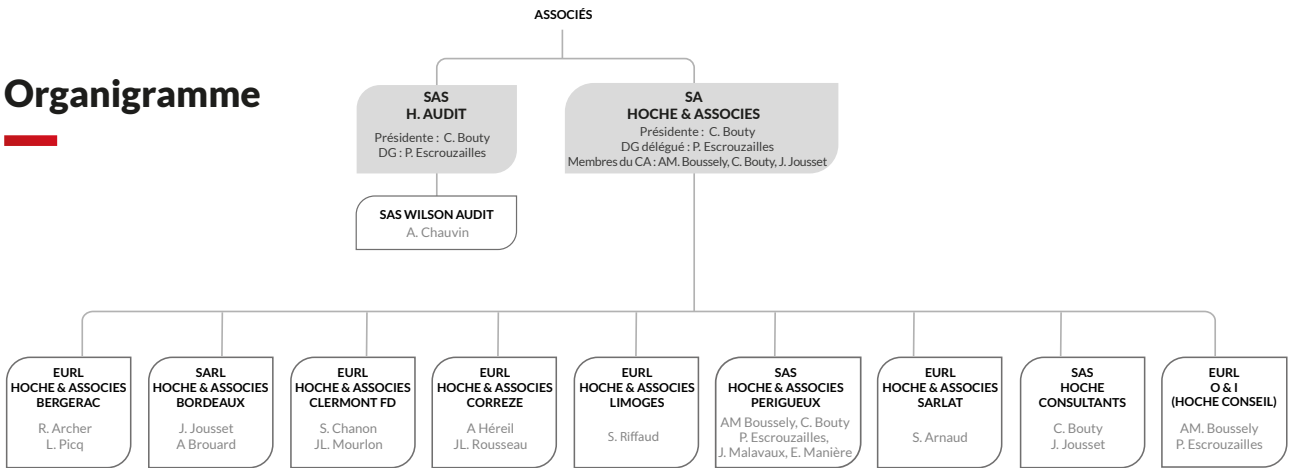 ASSOCIÉS
Organigramme
SAS
H. AUDIT
Présidente : C. Bouty
DG : P. Escrouzailles
SA
HOCHE & ASSOCIES
Présidente : C. Bouty
DG délégué : P. Escrouzailles
Membres du CA : AM. Boussely, C. Bouty, J. Jousset
SAS WILSON AUDIT
A. Chauvin
EURL
HOCHE & ASSOCIES
BERGERAC
R. Archer
L. Picq
SARL
HOCHE & ASSOCIES
BORDEAUX
J. Jousset
A Brouard
EURL
HOCHE & ASSOCIES
CLERMONT FD
S. Chanon
JL. Mourlon
EURL
HOCHE & ASSOCIES
CORREZE
A Héreil
JL. Rousseau
EURL
HOCHE & ASSOCIES
LIMOGES
S. Riffaud
SAS
HOCHE & ASSOCIES
PERIGUEUX
AM Boussely, C. Bouty
P. Escrouzailles,
J. Malavaux, E. Manière
EURL
HOCHE & ASSOCIES
SARLAT
S. Arnaud
SAS
HOCHE
CONSULTANTS
C. Bouty
J. Jousset
EURL
O & I
(HOCHE CONSEIL)
AM. Boussely
P. Escrouzailles